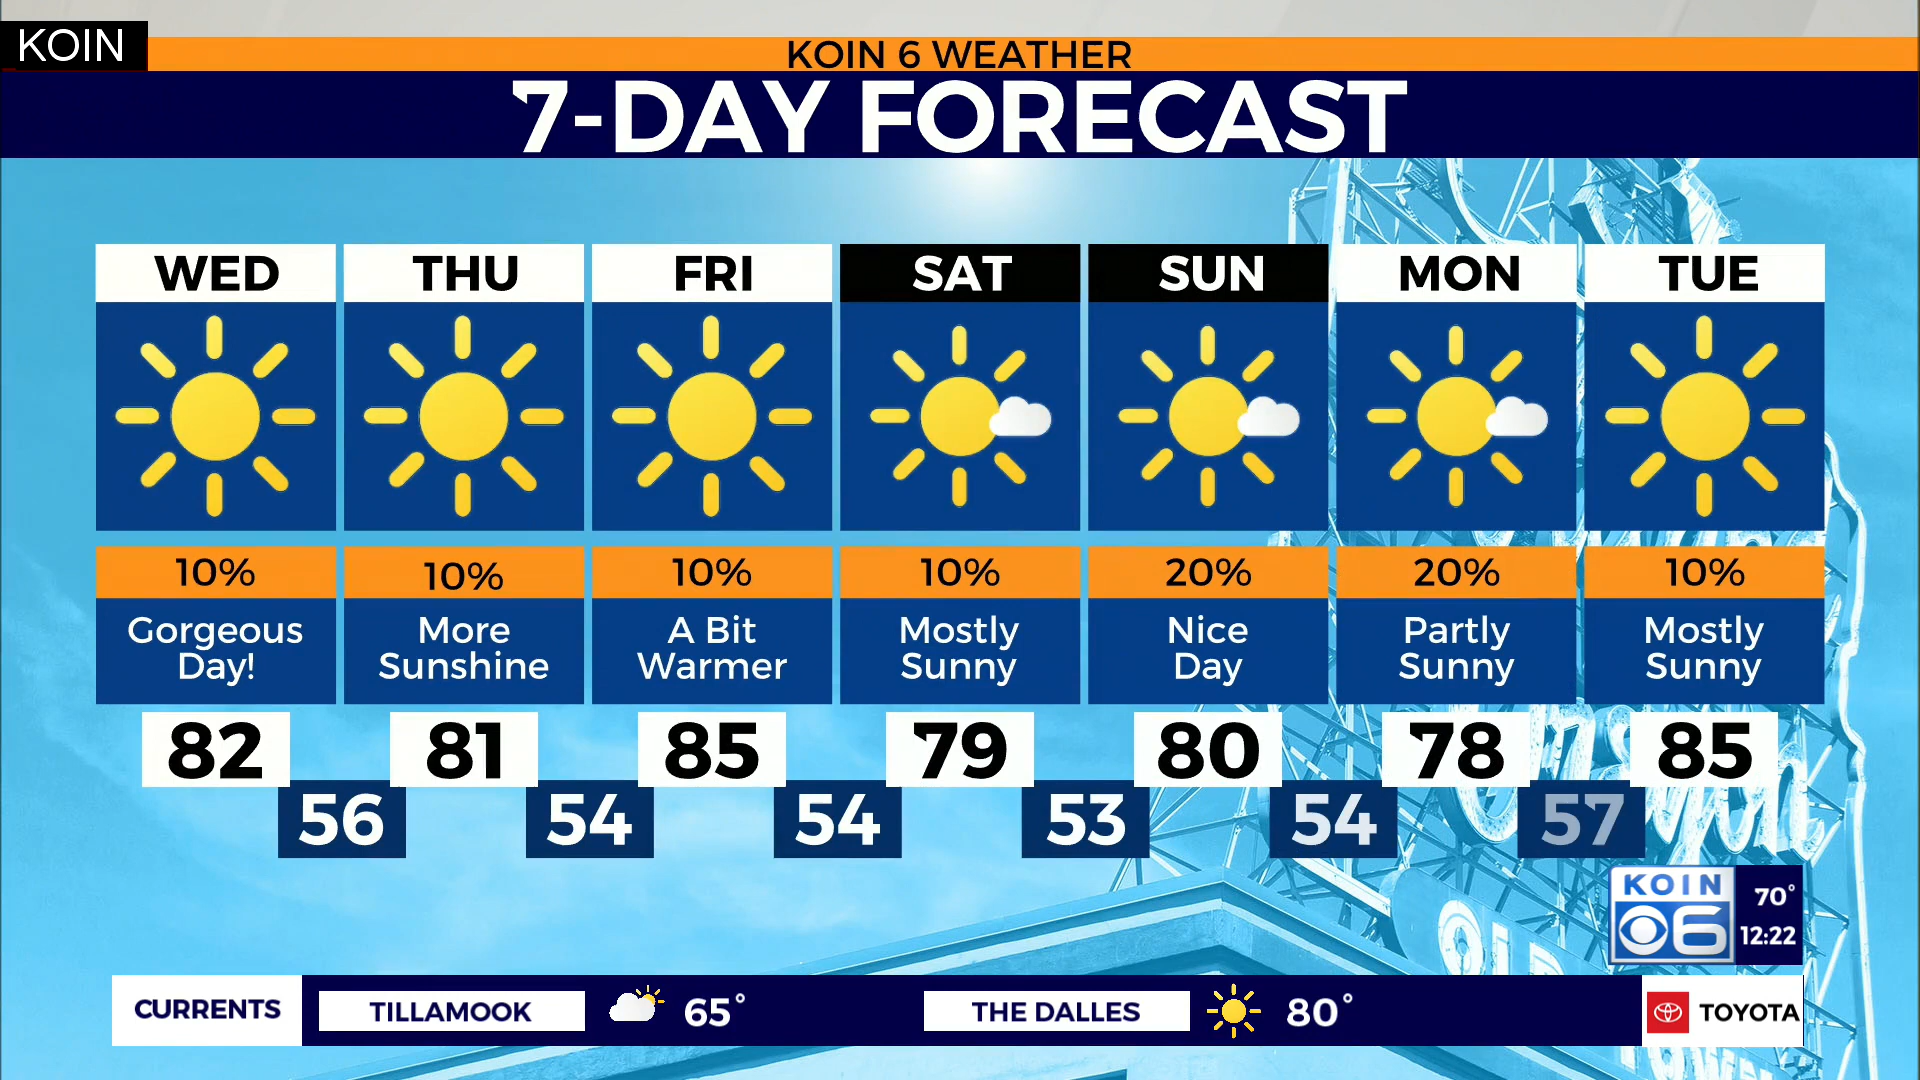 KOIN
KOIN 6 WEATHER
7-DAY FORECAST
WED THU FRI SAT SUN MON TUE
10% 10% 10% 10% 20% 20% 10%
Gorgeous More A Bit Mostly Nice Partly Mostly
Day! Sunshine Warmer Sunny Day Sunny Sunny
82 81 85 79 80 78 85
56 54 54 53 54 57
KOIN
6
70°
12:22
CURRENTS TILLAMOOK 65° THE DALLES 80° TOYOTA
OLD